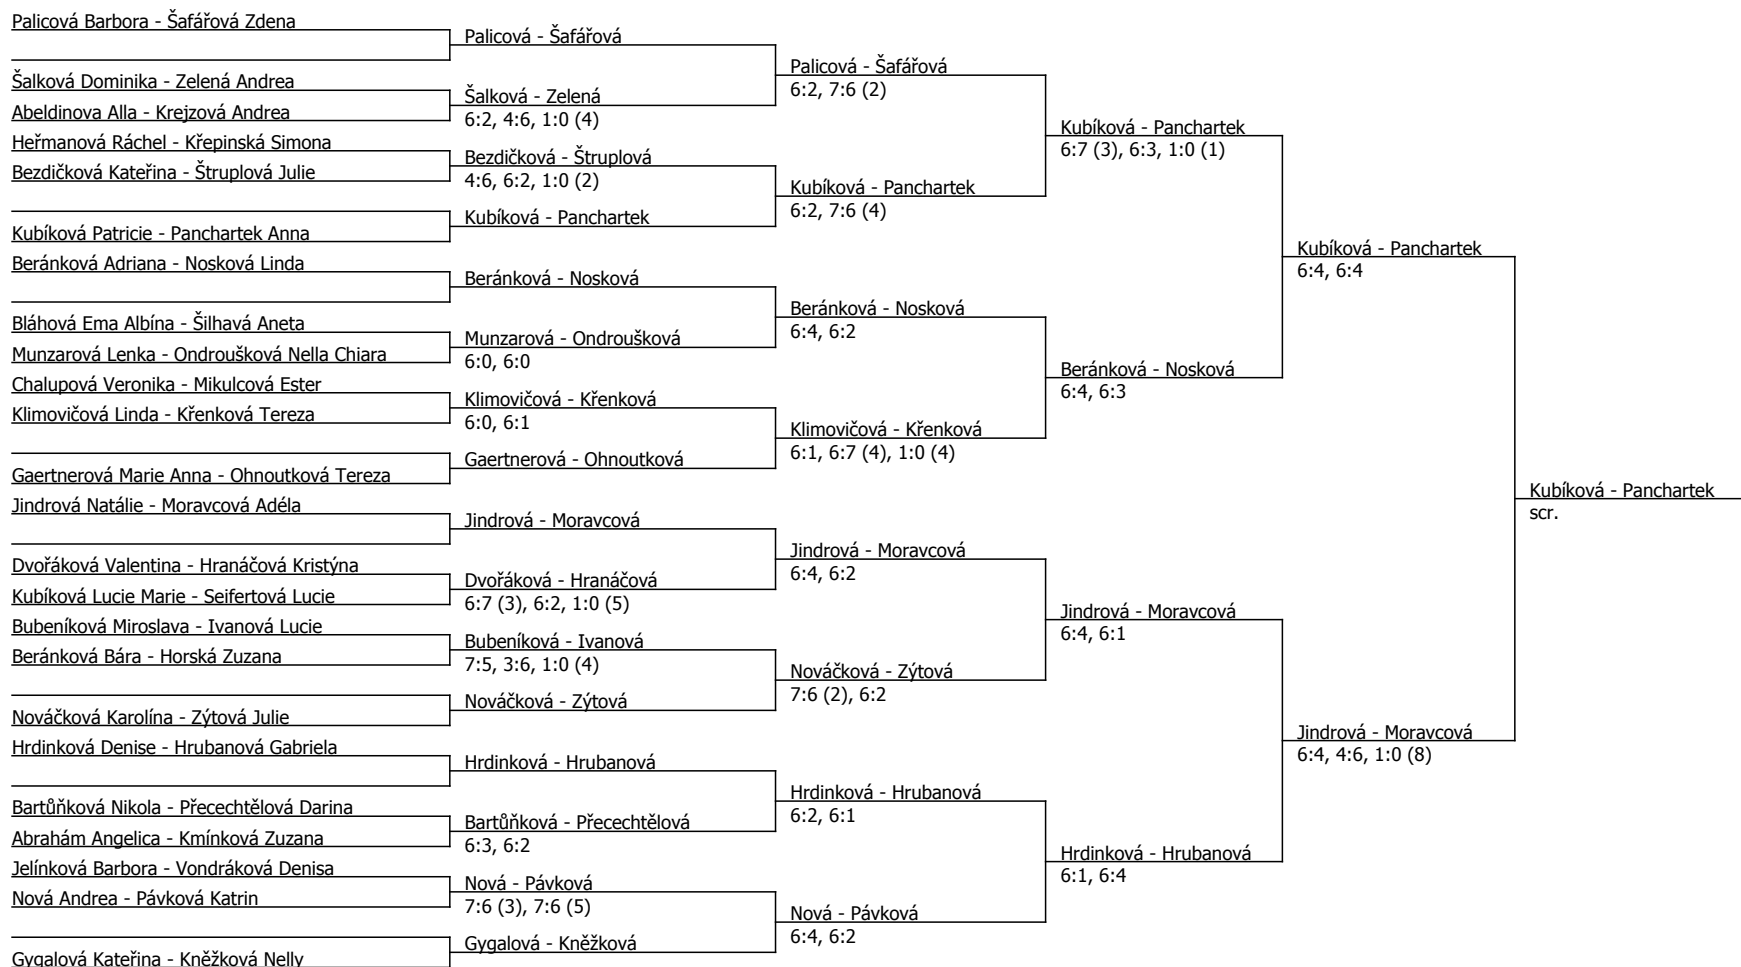 Palicová Barbora - Šafářová Zdena
Šalková Dominika - Zelená Andrea
Abeldinova Alla - Krejzová Andrea
Heřmanová Ráchel - Křepinská Simona
Bezdičková Kateřina - Štruplová Julie
Kubíková Patricie - Panchartek Anna
Beránková Adriana - Nosková Linda
Bláhová Ema Albína - Šilhavá Aneta
Munzarová Lenka - Ondroušková Nella Chiara
Chalupová Veronika - Mikulcová Ester
Klimovičová Linda - Křenková Tereza
Gaertnerová Marie Anna - Ohnoutková Tereza
Jindrová Natálie - Moravcová Adéla
Dvořáková Valentina - Hranáčová Kristýna
Kubíková Lucie Marie - Seifertová Lucie
Bubeníková Miroslava - Ivanová Lucie
Beránková Bára - Horská Zuzana
Nováčková Karolína - Zýtová Julie
Hrdinková Denise - Hrubanová Gabriela
Bartůňková Nikola - Přecechtělová Darina
Abrahám Angelica - Kmínková Zuzana
Jelínková Barbora - Vondráková Denisa
Nová Andrea - Pávková Katrin
Gygalová Kateřina - Kněžková Nelly
Palicová - Šafářová
Šalková - Zelená
6:2, 4:6, 1:0 (4)
Bezdičková - Štruplová
4:6, 6:2, 1:0 (2)
Kubíková - Panchartek
Beránková - Nosková
Munzarová - Ondroušková
6:0, 6:0
Klimovičová - Křenková
6:0, 6:1
Gaertnerová - Ohnoutková
Jindrová - Moravcová
Dvořáková - Hranáčová
6:7 (3), 6:2, 1:0 (5)
Bubeníková - Ivanová
7:5, 3:6, 1:0 (4)
Nováčková - Zýtová
Hrdinková - Hrubanová
Bartůňková - Přecechtělová
6:3, 6:2
Nová - Pávková
7:6 (3), 7:6 (5)
Gygalová - Kněžková
Palicová - Šafářová
6:2, 7:6 (2)
Kubíková - Panchartek
6:2, 7:6 (4)
Beránková - Nosková
6:4, 6:2
Klimovičová - Křenková
6:1, 6:7 (4), 1:0 (4)
Jindrová - Moravcová
6:4, 6:2
Nováčková - Zýtová
7:6 (2), 6:2
Hrdinková - Hrubanová
6:2, 6:1
Nová - Pávková
6:4, 6:2
Kubíková - Panchartek
6:7 (3), 6:3, 1:0 (1)
Beránková - Nosková
6:4, 6:3
Jindrová - Moravcová
6:4, 6:1
Hrdinková - Hrubanová
6:1, 6:4
Kubíková - Panchartek
6:4, 6:4
Jindrová - Moravcová
6:4, 4:6, 1:0 (8)
Kubíková - Panchartek
scr.